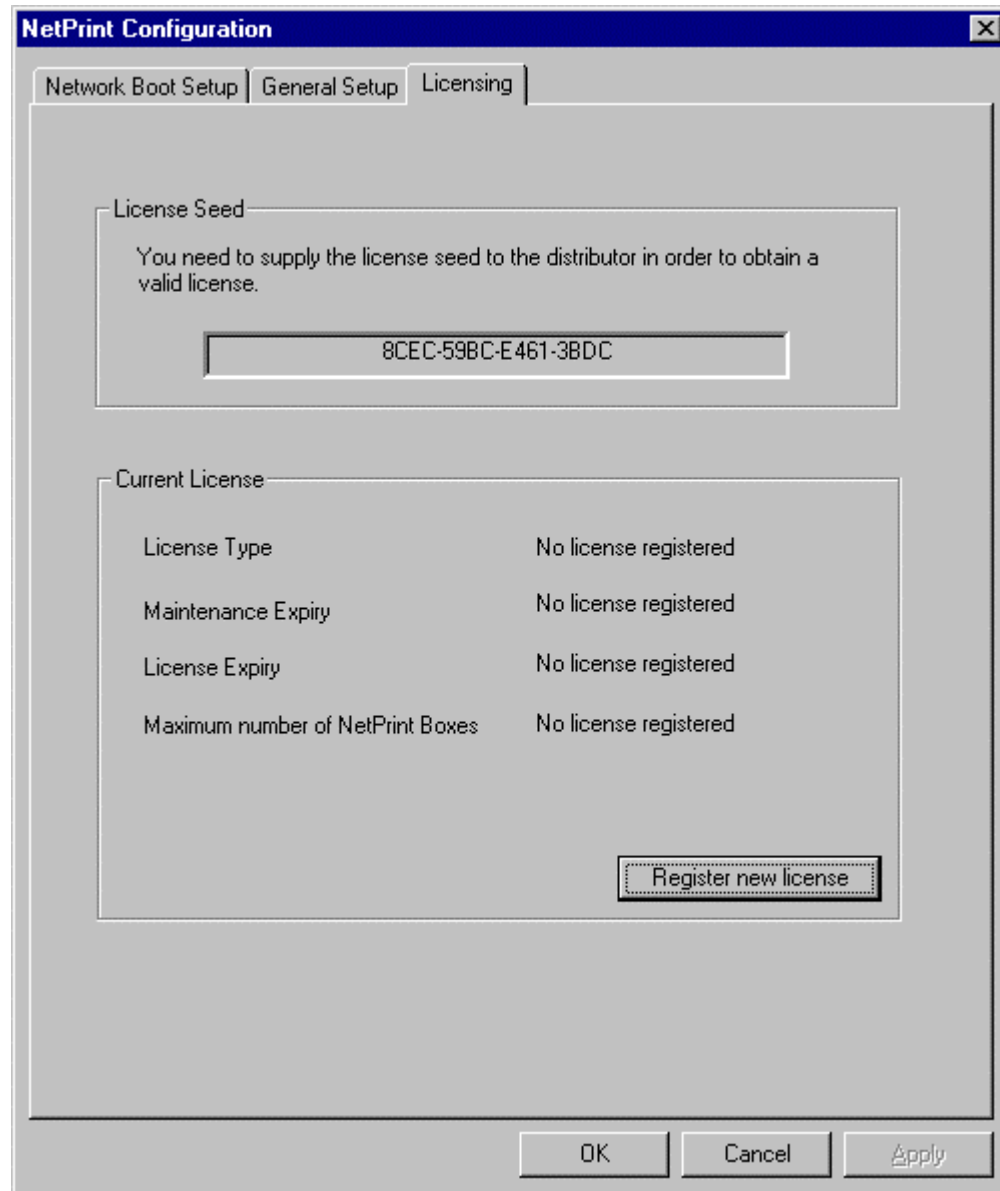 NetPrint Configuration
Network Boot Setup General Setup Licensing
License Seed
You need to supply the license seed to the distributor in order to obtain a
valid license.
8CEC-59BC-E461-3BDC
Current License
License Type No license registered
Maintenance Expiry No license registered
License Expiry No license registered
Maximum number of NetPrint Boxes No license registered
Register new license
OK Cancel Apply